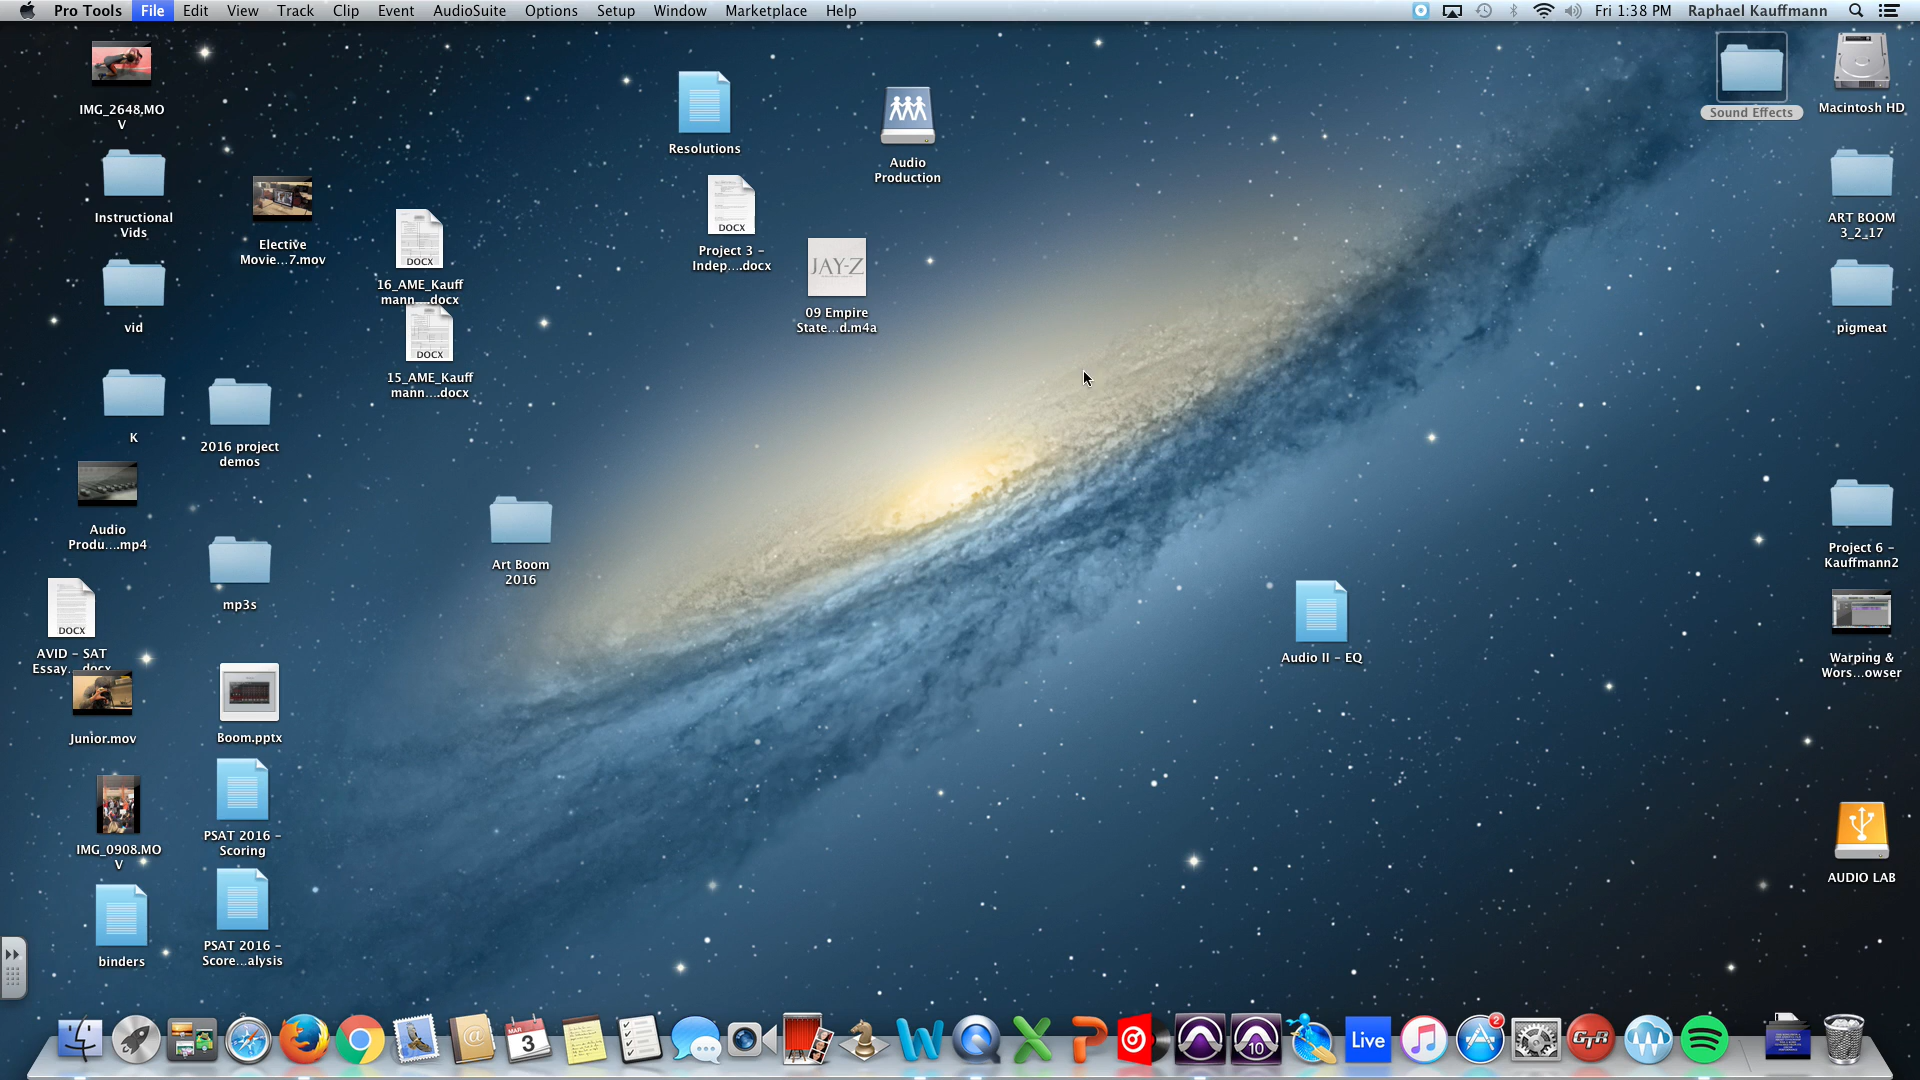 Pro Tools File Edit View Track Clip Event AudioSuite Options Setup Window Marketplace Help Fri 1:38 PM Raphael Kauffmann
IMG_2648.MO
V
Instructional
Vids
vid
K
Audio
Produ...mp4
DOCX
AVID - SAT
Essay....docx
Junior.mov
IMG_0908.MO
V
binders
Elective
Movie...7.mov
2016 project
demos
mp3s
Boom.pptx
PSAT 2016 -
Scoring
PSAT 2016 -
Score...alysis
DOCX
16_AME_Kauff
mann....docx
DOCX
15_AME_Kauff
mann....docx
Art Boom
2016
Resolutions
DOCX
Project 3 -
Indep....docx
JAY-Z
09 Empire
State...d.m4a
Audio
Production
Audio II - EQ
Sound Effects
Macintosh HD
ART BOOM
3_2_17
pigmeat
Project 6 -
Kauffmann2
Warping &
Wors...owser
AUDIO LAB
MAR
3
10
Live
2
GTR